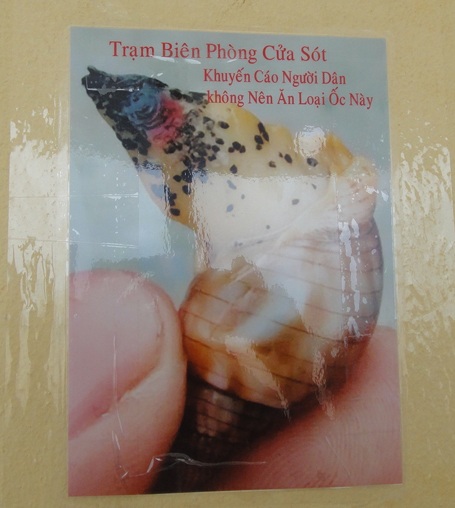 Trạm Biên Phòng Cửa Sót
Khuyến Cáo Người Dân
không Nên Ăn Loại Ốc Này